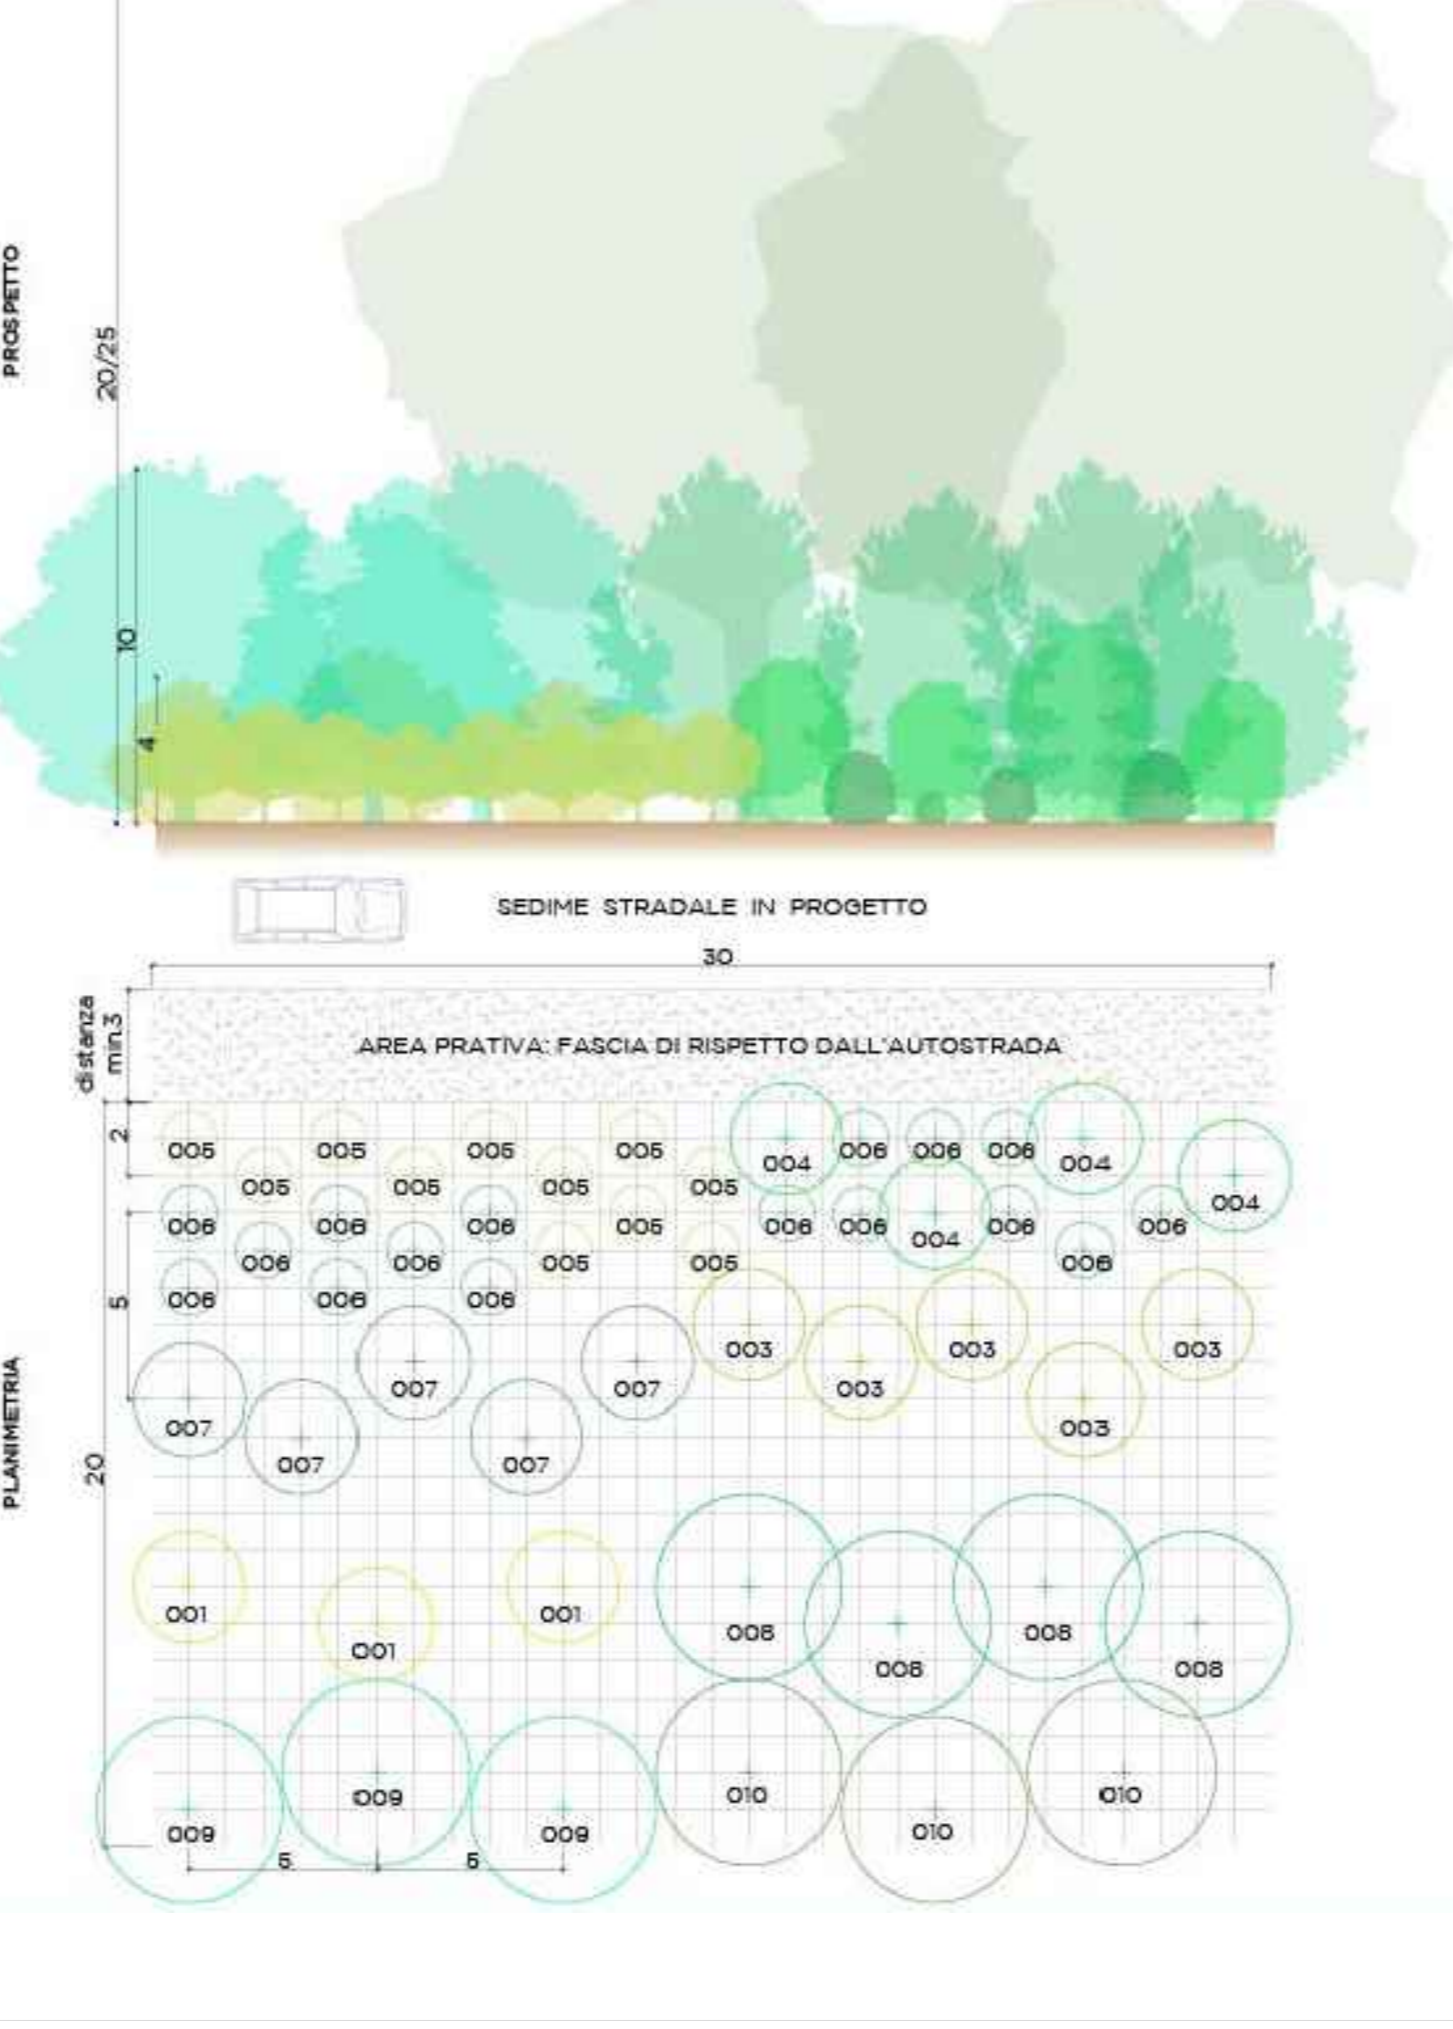 PROSPETTO
20/25
10
4
SEDIME STRADALE IN PROGETTO
30
distanza
min.3
AREA PRATIVA: FASCIA DI RISPETTO DALL'AUTOSTRADA
2
005 005 005 005 004 006 006 006 004
005 005 005 005 004
006 006 006 005 006 006 004 006 006
006 006 005 005 006
5
006 006 006
003 003 003
007 007 003
PLANIMETRIA
007 003
20
007 007
001 001
001
008 008
008 008
009 010 010
009 009 010
5 5